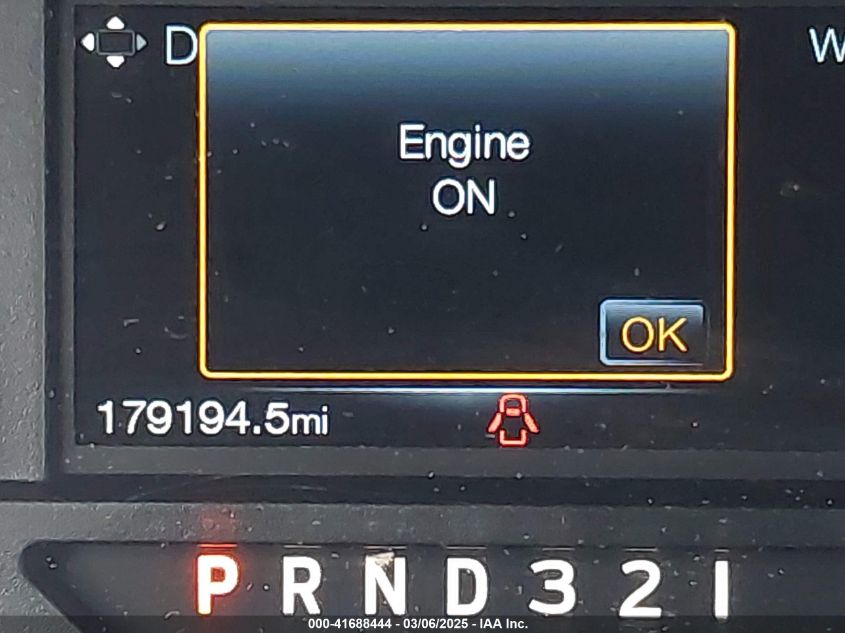 D
W
Engine
ON
OK
179194.5mi
P R N D 3 2 1
000-41688444 - 03/06/2025 - IAA Inc.